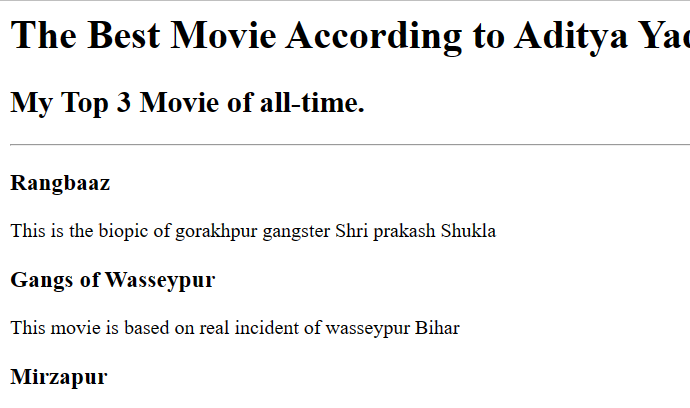 The Best Movie According to Aditya
My Top 3 Movie of all-time.
Rangbaaz
This is the biopic of gorakhpur gangster Shri prakash Shukla
Gangs of Wasseypur
This movie is based on real incident of wasseypur Bihar
Mirzapur